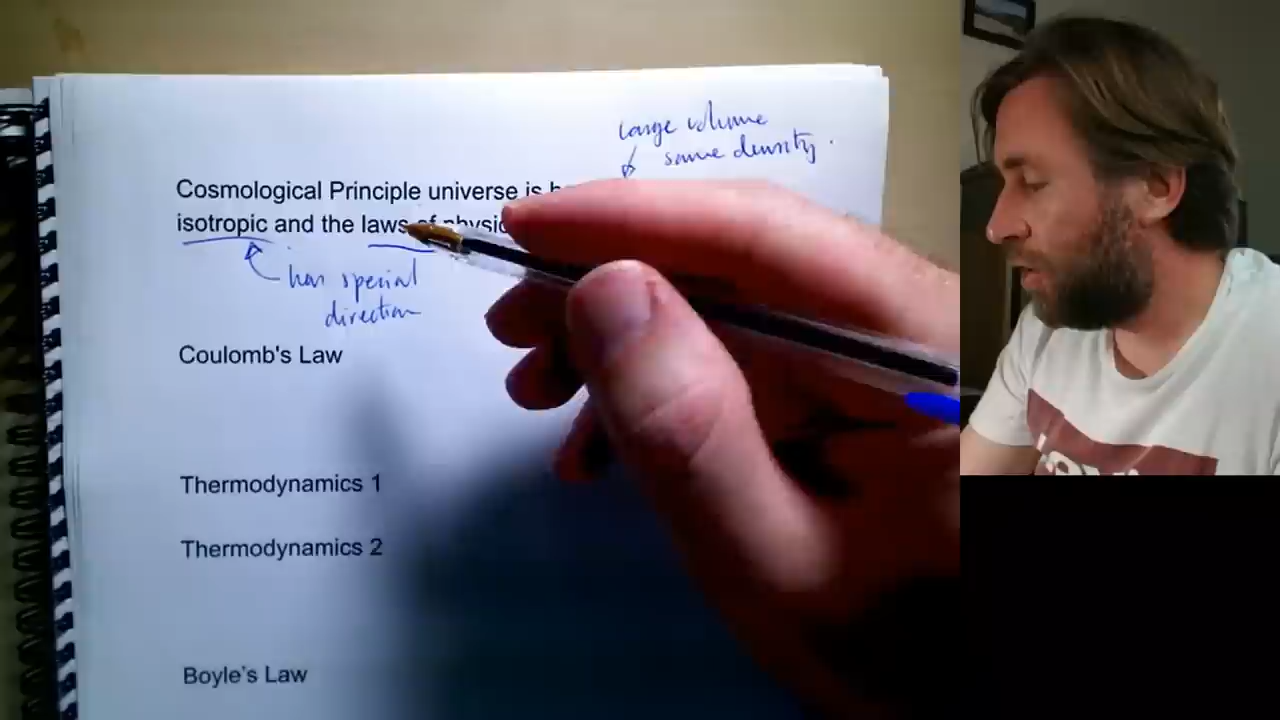 large volume
same density.
Cosmological Principle universe is
isotropic and the laws of physic
special
direction
Coulomb's Law
Thermodynamics 1
Thermodynamics 2
Boyle's Law